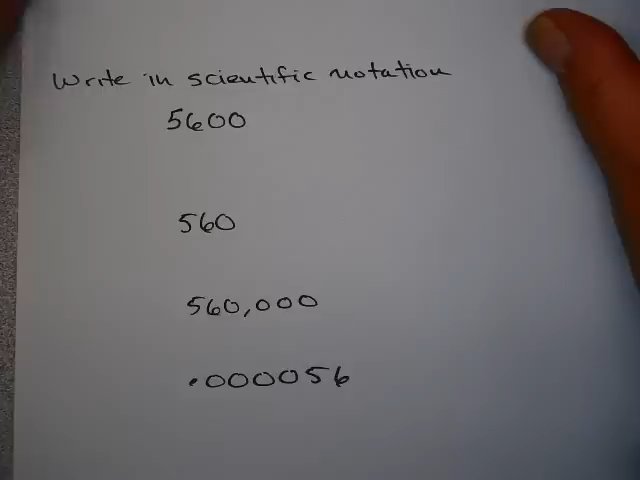 Write in scientific notation
5600
560
560,000
.000056